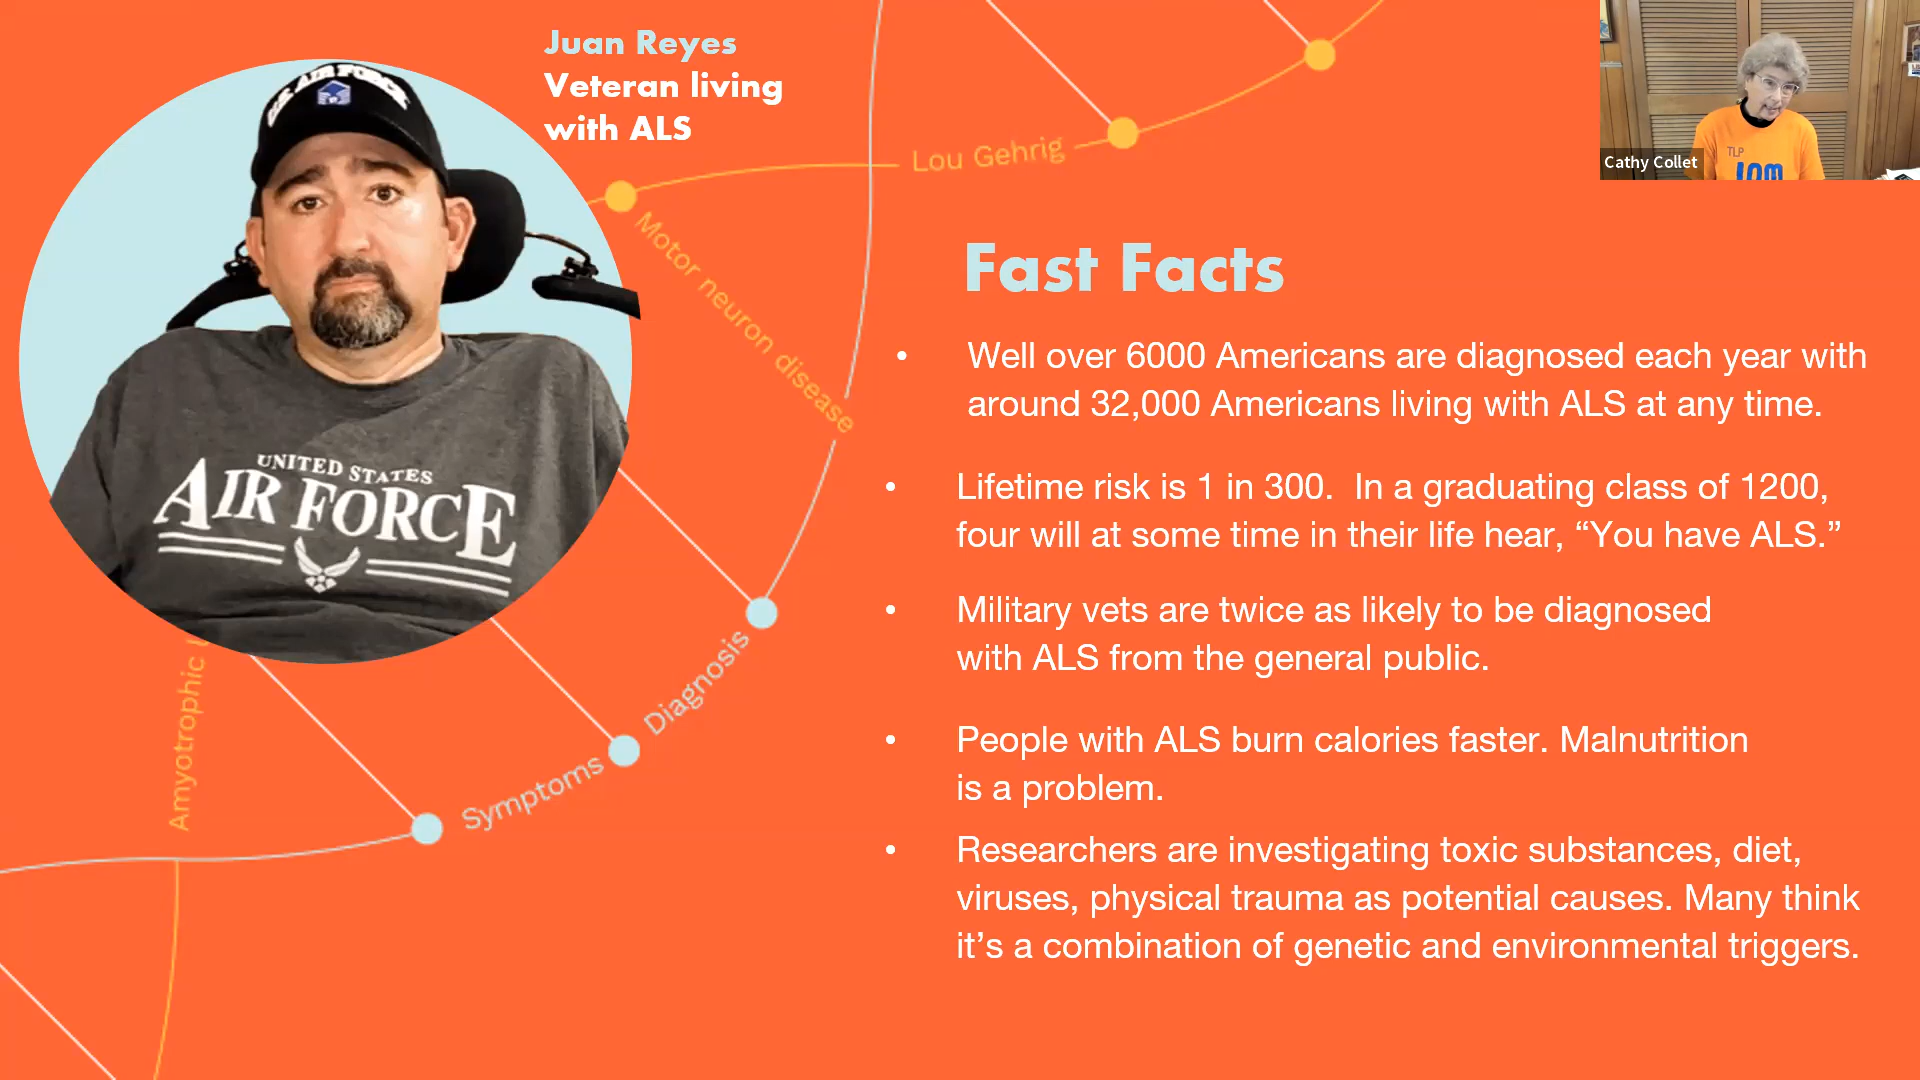 Juan Reyes
Veteran living
with ALS
U.S. AIR FORCE
UNITED STATES
AIR FORCE
Lou Gehrig
Motor neuron disease
Diagnosis
Symptoms
Amyotrophic
Cathy Collet
TLP
IAM
Fast Facts
• Well over 6000 Americans are diagnosed each year with
around 32,000 Americans living with ALS at any time.
• Lifetime risk is 1 in 300.  In a graduating class of 1200,
four will at some time in their life hear, “You have ALS.”
• Military vets are twice as likely to be diagnosed
with ALS from the general public.
• People with ALS burn calories faster. Malnutrition
is a problem.
• Researchers are investigating toxic substances, diet,
viruses, physical trauma as potential causes. Many think
it’s a combination of genetic and environmental triggers.